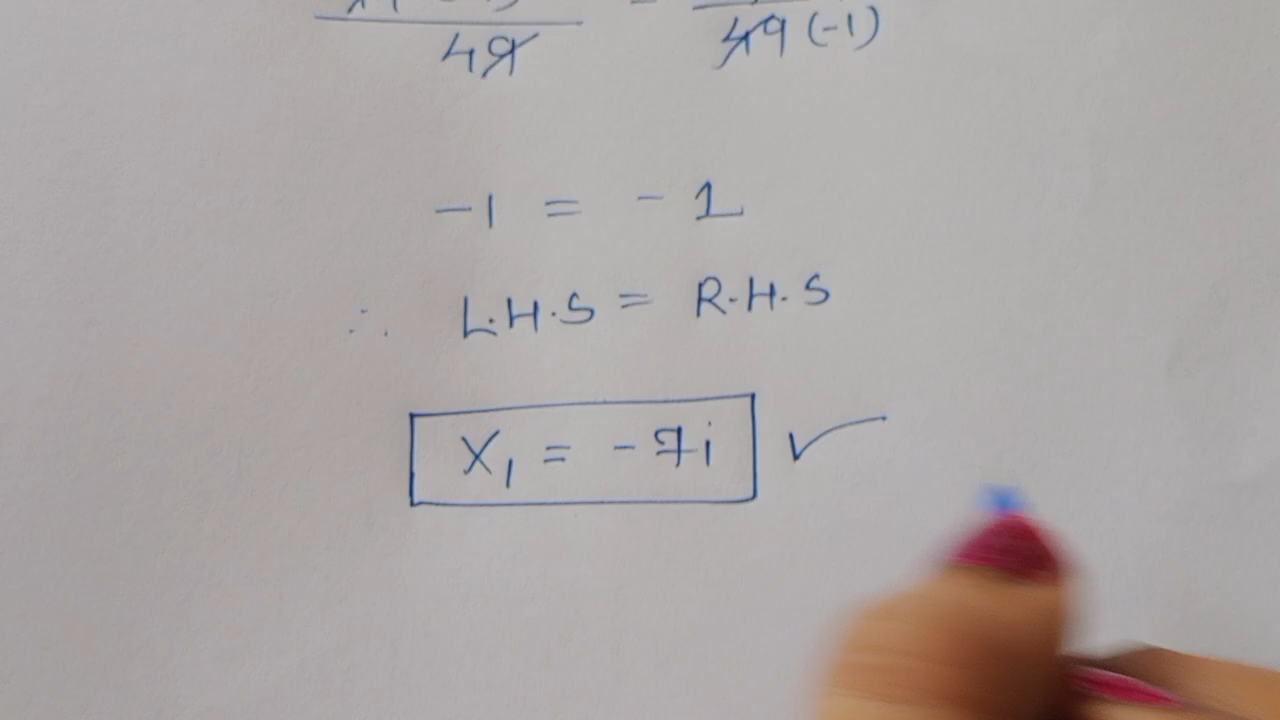 49 = 49 (-1)
-1 = - 1
∴ L.H.S = R.H.S
X₁ = -7i ✓